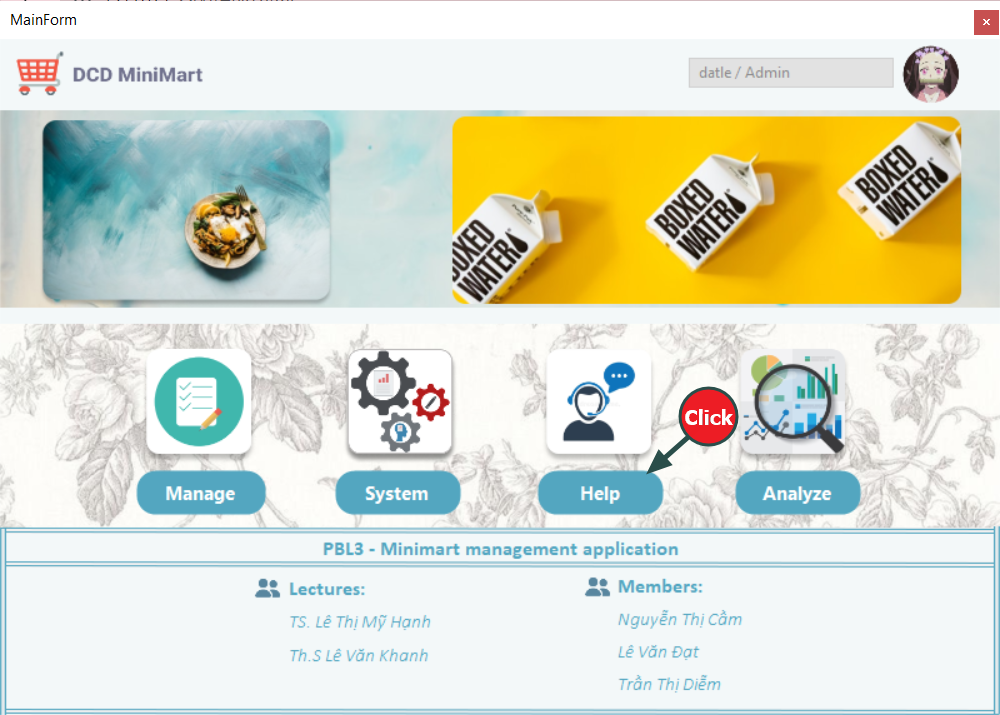 MainForm
DCD MiniMart
datle / Admin
BOXED
WATER
BOXED
WATER
BOXED
WATER
Click
Manage
System
Help
Analyze
PBL3 - Minimart management application
Lectures:
TS. Lê Thị Mỹ Hạnh
Th.S Lê Văn Khanh
Members:
Nguyễn Thị Cầm
Lê Văn Đạt
Trần Thị Diễm